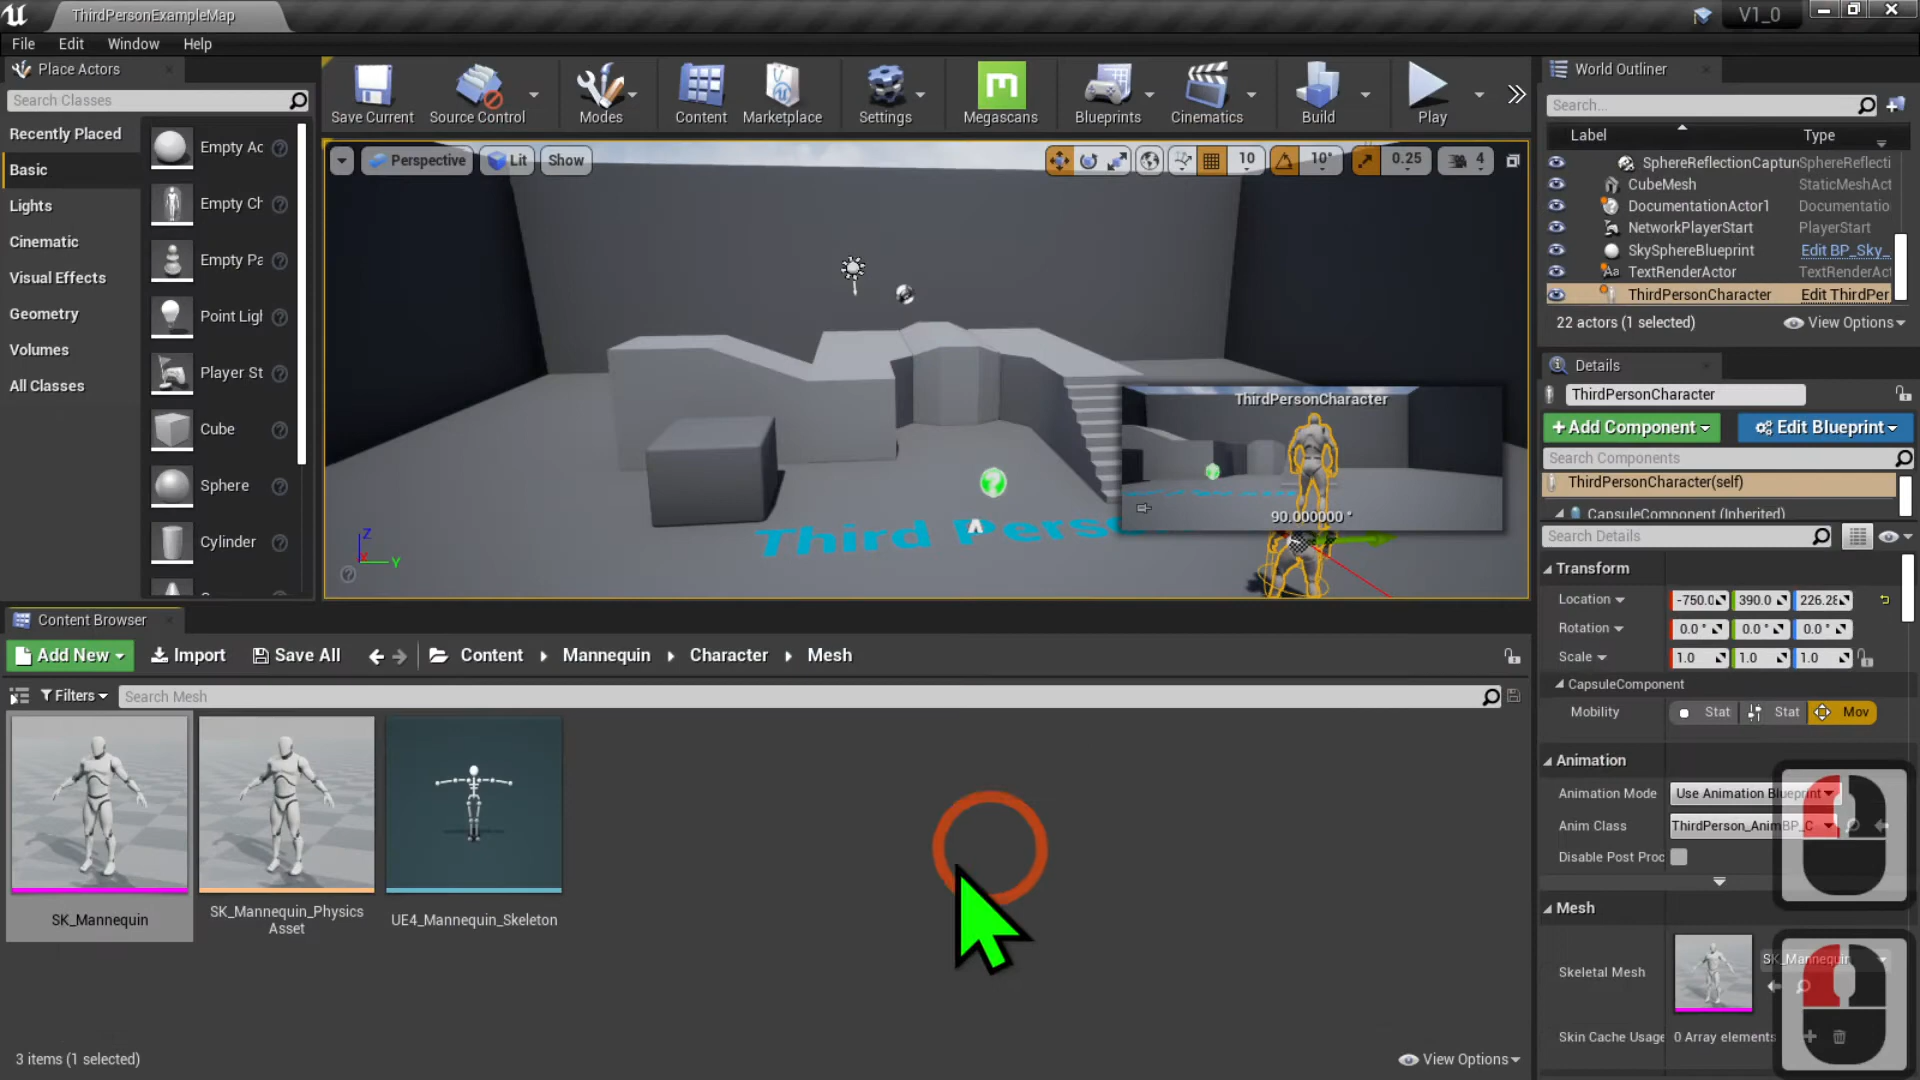 ThirdPersonExampleMap
V1_0
File Edit Window Help
Place Actors
Search Classes
Recently Placed
Basic
Lights
Cinematic
Visual Effects
Geometry
Volumes
All Classes
Empty Ac
Empty Ch
Empty Pa
Point Ligh
Player St
Cube
Sphere
Cylinder
Save Current Source Control Modes Content Marketplace Settings Megascans Blueprints Cinematics Build Play
Perspective Lit Show 10 10° 0.25 4
Third Perso
ThirdPersonCharacter
90.000000 °
Z
X
Y
World Outliner
Search...
Label Type
SphereReflectionCapture SphereReflecti
CubeMesh StaticMeshAct
DocumentationActor1 Documentatio
NetworkPlayerStart PlayerStart
SkySphereBlueprint Edit BP_Sky_
TextRenderActor TextRenderAct
ThirdPersonCharacter Edit ThirdPer
22 actors (1 selected) View Options
Details
ThirdPersonCharacter
+Add Component Edit Blueprint
Search Components
ThirdPersonCharacter(self)
CapsuleComponent (Inherited)
Search Details
Transform
Location -750.0 390.0 226.28
Rotation 0.0 ° 0.0 ° 0.0 °
Scale 1.0 1.0 1.0
CapsuleComponent
Mobility Stat Stat Mov
Animation
Animation Mode Use Animation Blueprint
Anim Class ThirdPerson_AnimBP_C
Disable Post Proc
Mesh
Skeletal Mesh SK_Mannequin
Skin Cache Usage 0 Array elements
Content Browser
Add New Import Save All Content Mannequin Character Mesh
Filters Search Mesh
SK_Mannequin
SK_Mannequin_Physics
Asset
UE4_Mannequin_Skeleton
3 items (1 selected) View Options